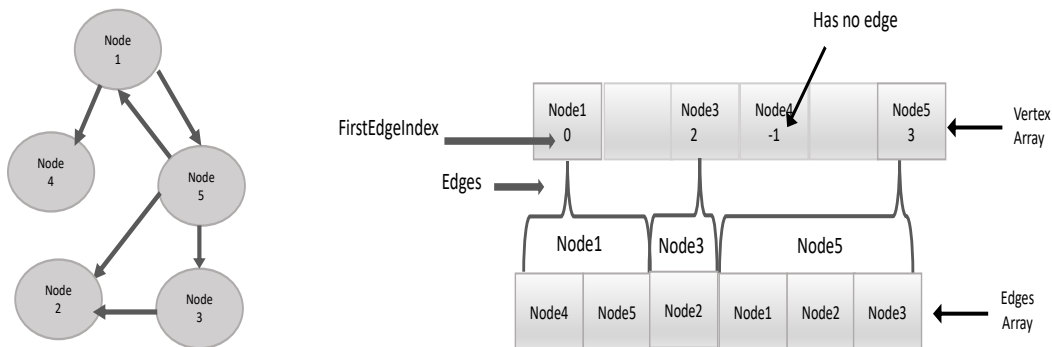 Node
1
Node
4
Node
5
Node
2
Node
3
Has no edge
FirstEdgeIndex
Node1
0
Node3
2
Node4
-1
Node5
3
Vertex
Array
Edges
Node1
Node3
Node5
Node4
Node5
Node2
Node1
Node2
Node3
Edges
Array